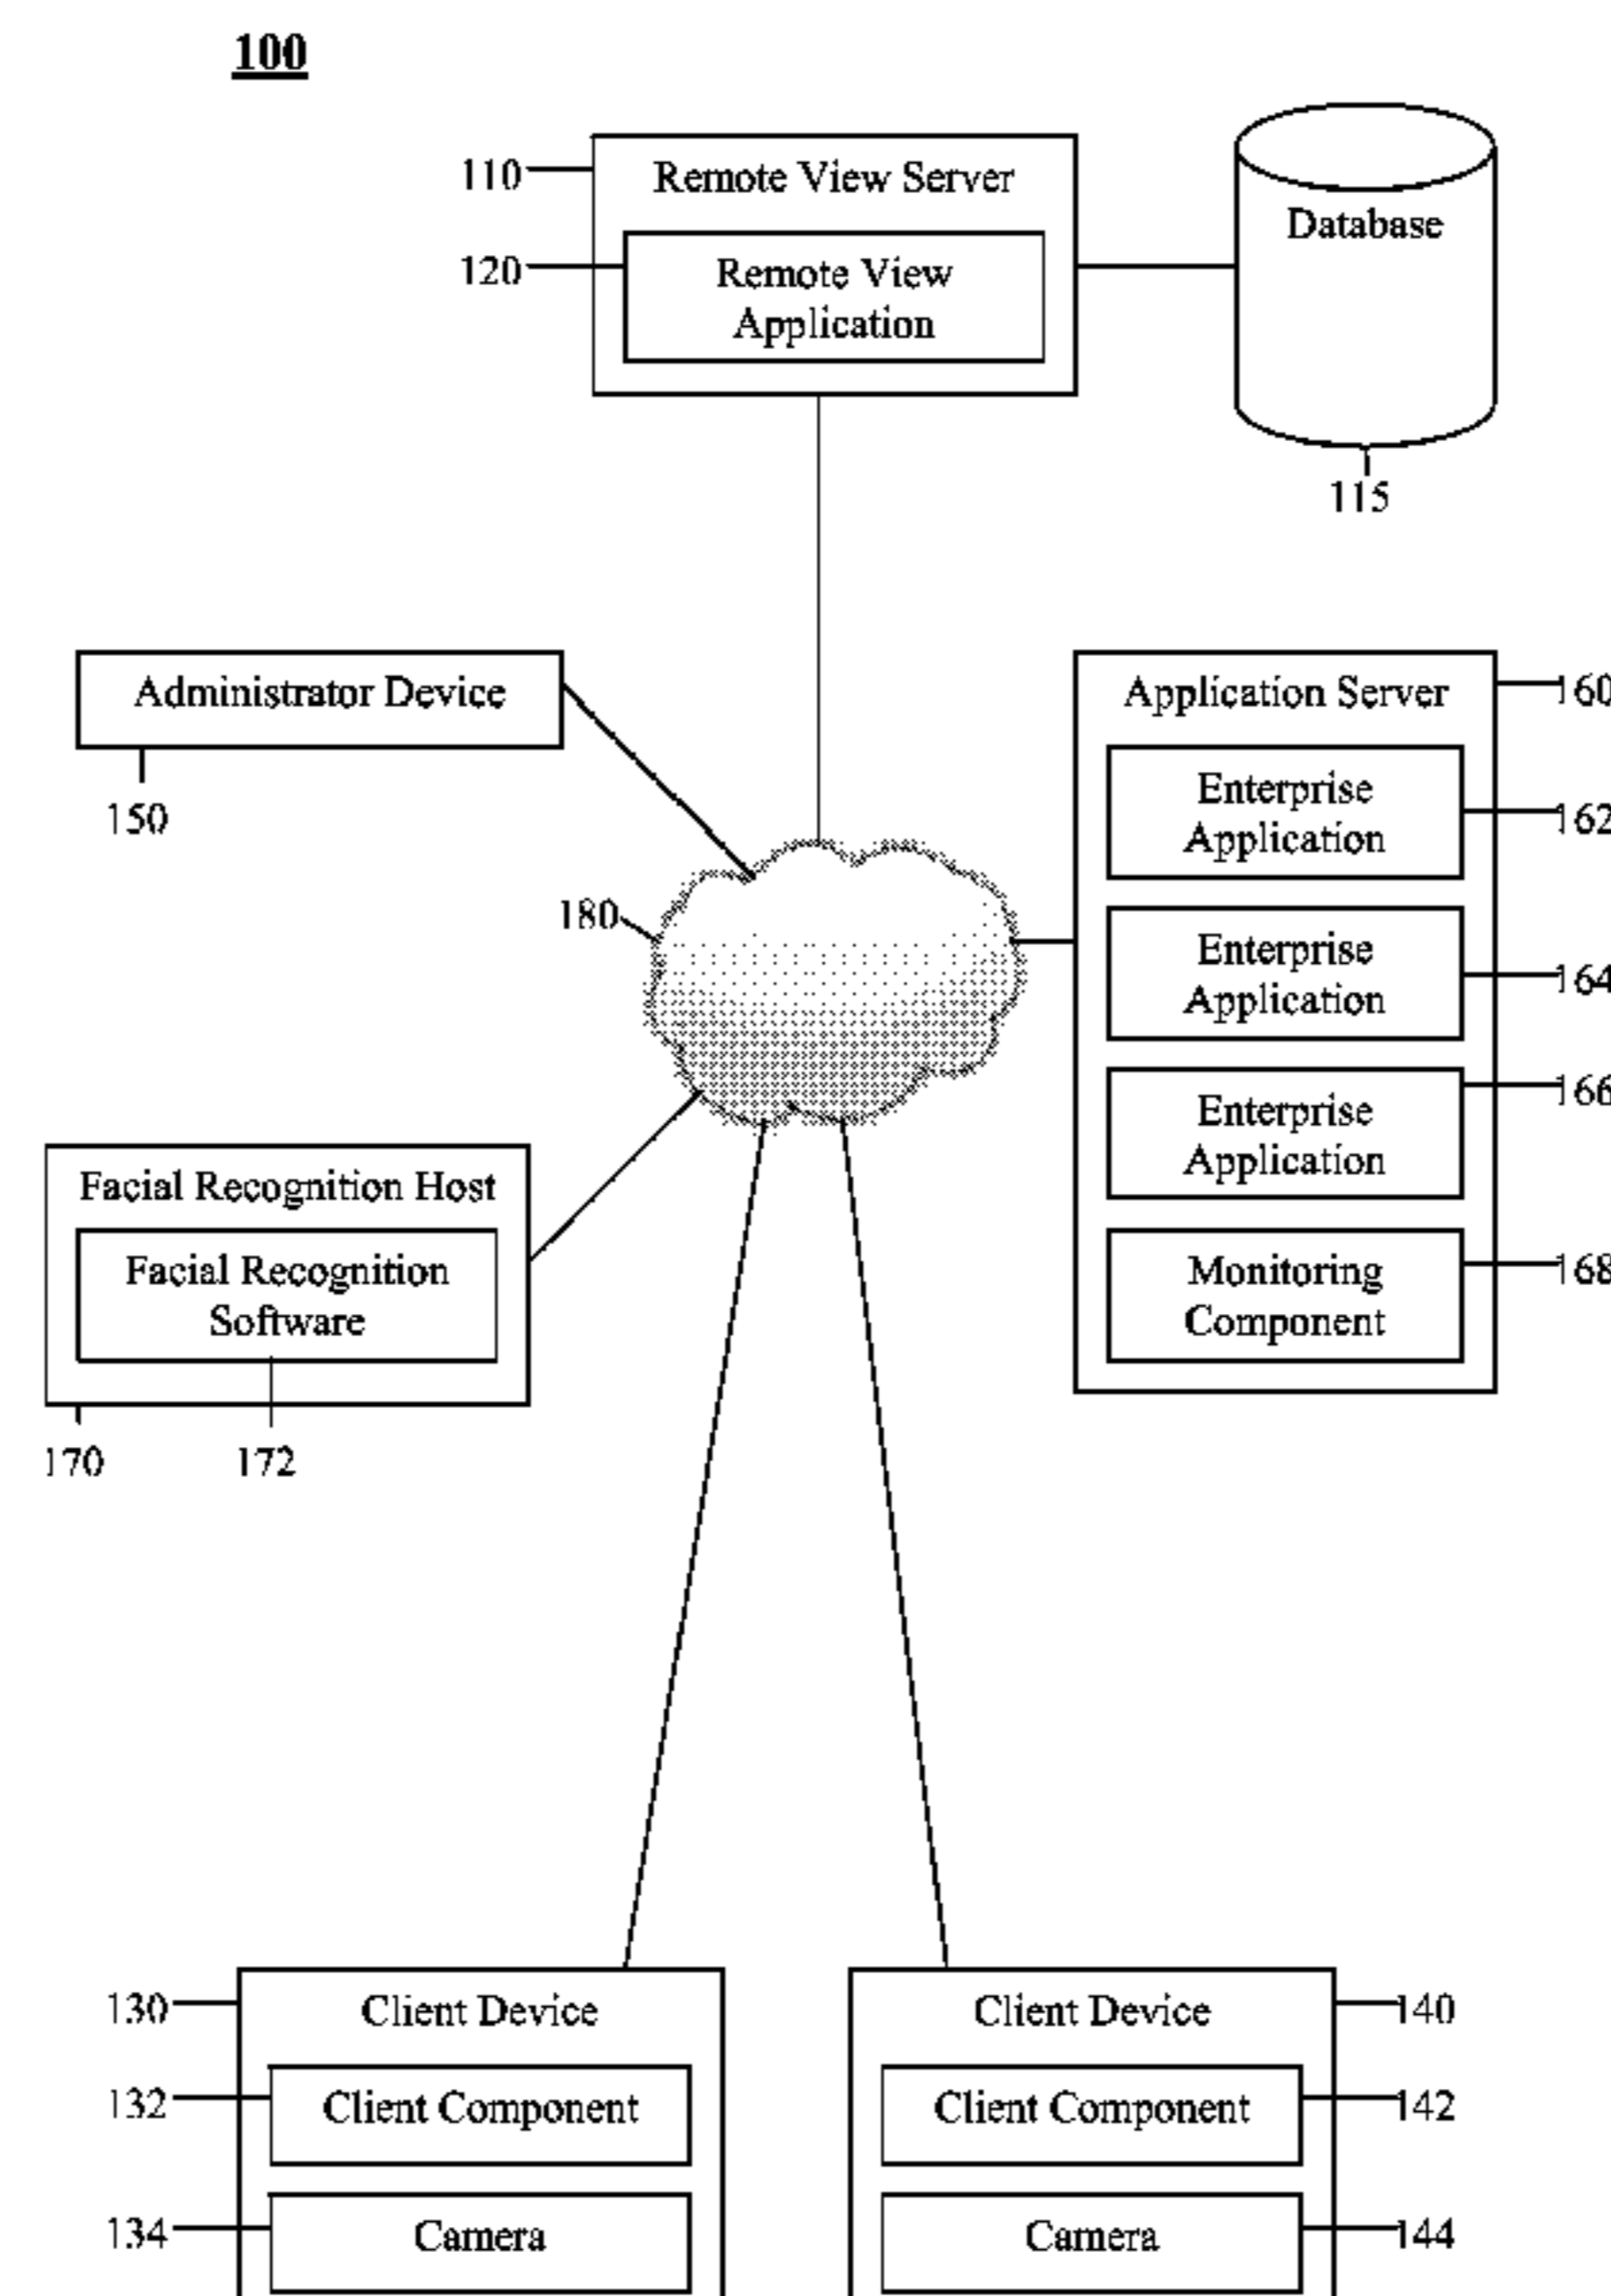 100
110
Remote View Server
120
Remote View
Application
Database
115
Administrator Device
150
180
Application Server
160
Enterprise
Application
162
Enterprise
Application
164
Enterprise
Application
166
Monitoring
Component
168
Facial Recognition Host
Facial Recognition
Software
170
172
130
Client Device
132
Client Component
134
Camera
Client Device
140
Client Component
142
Camera
144